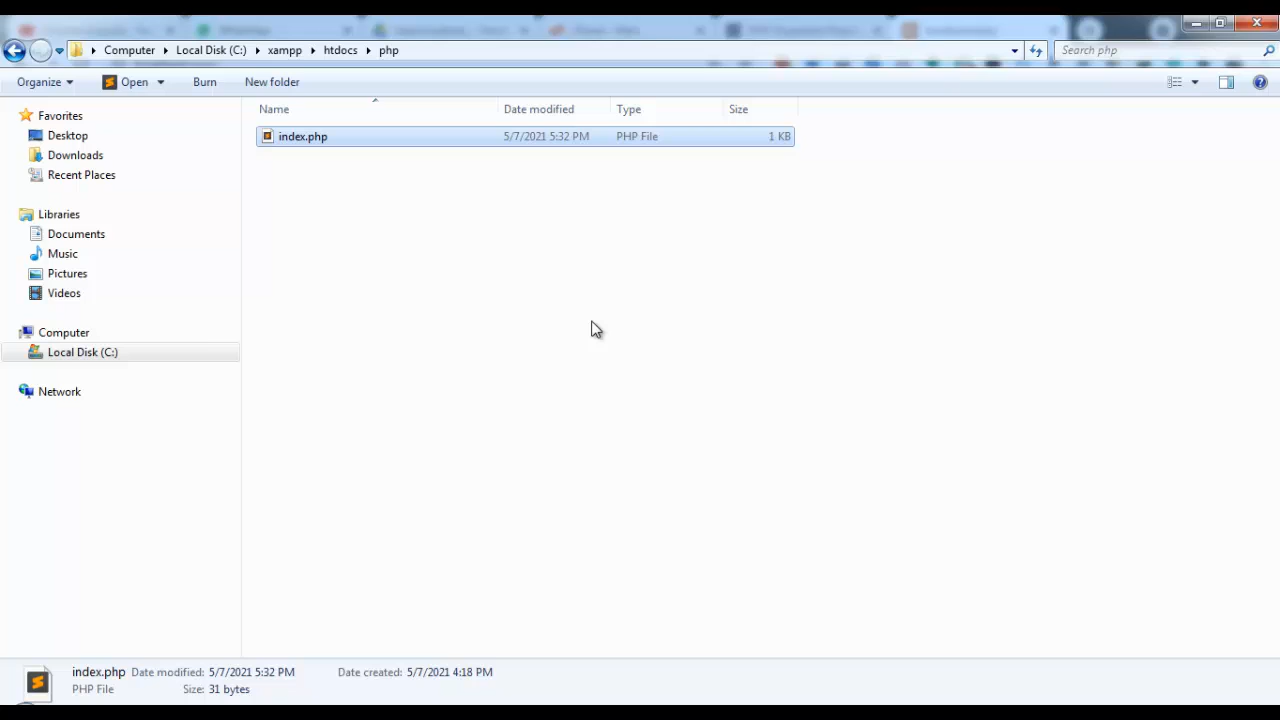 Computer Local Disk (C:) xampp htdocs php Search php
Organize Open Burn New folder
Name Date modified Type Size
index.php 5/7/2021 5:32 PM PHP File 1 KB
Favorites
Desktop
Downloads
Recent Places
Libraries
Documents
Music
Pictures
Videos
Computer
Local Disk (C:)
Network
index.php Date modified: 5/7/2021 5:32 PM Date created: 5/7/2021 4:18 PM
PHP File Size: 31 bytes